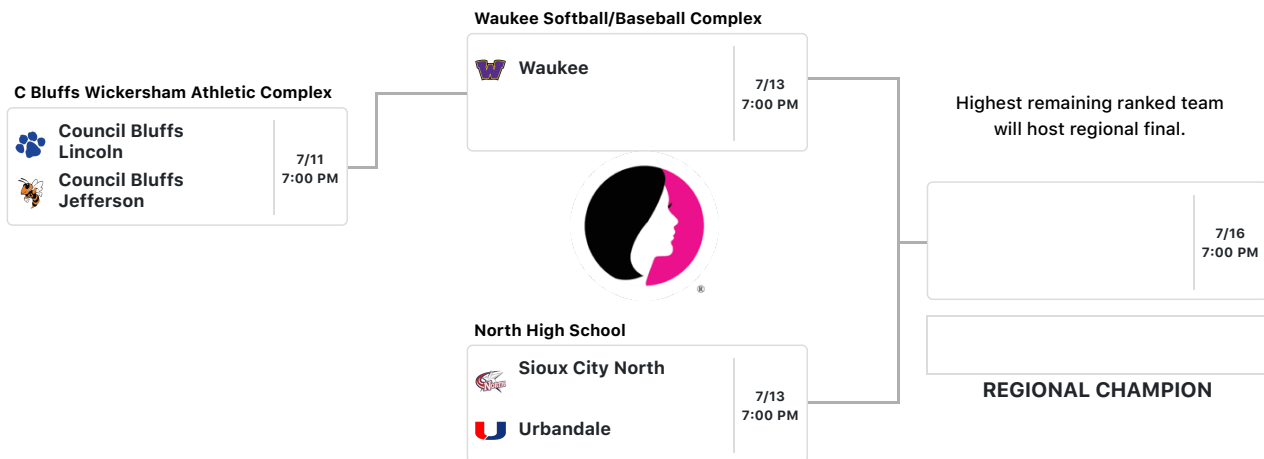 Waukee Softball/Baseball Complex
W
Waukee
7/13
7:00 PM
C Bluffs Wickersham Athletic Complex
Council Bluffs
Lincoln
7/11
7:00 PM
Council Bluffs
Jefferson
Highest remaining ranked team
will host regional final.
7/16
7:00 PM
®
North High School
Sioux City North
NORTH
7/13
7:00 PM
U
Urbandale
REGIONAL CHAMPION